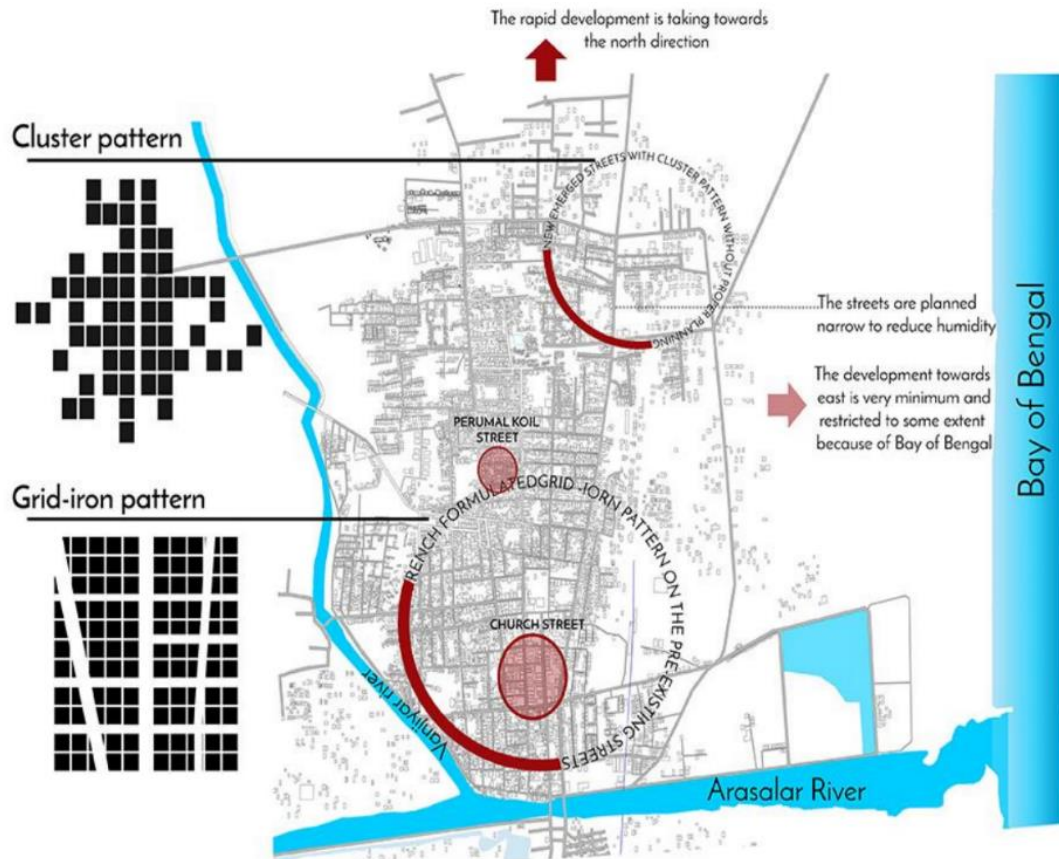 The rapid development is taking towards
the north direction
Cluster pattern
NEW EMERGED STREETS WITH CLUSTER PATTERN WITHOUT PROPER PLANNING
The streets are planned
narrow to reduce humidity
The development towards
east is very minimum and
restricted to some extent
because of Bay of Bengal
Bay of Bengal
PERUMAL KOIL
STREET
Grid-iron pattern
RENCH FORMULATEDGRID -IORN PATTERN ON THE PRE-EXISTING STREETS
CHURCH STREET
Vanjiyar river
Arasalar River